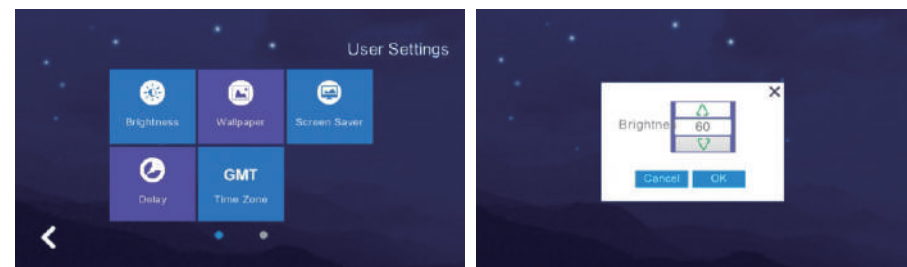 User Settings
Brightness
Wallpaper
Screen Saver
GMT
Delay
Time Zone
Brightne
60
Cancel
OK